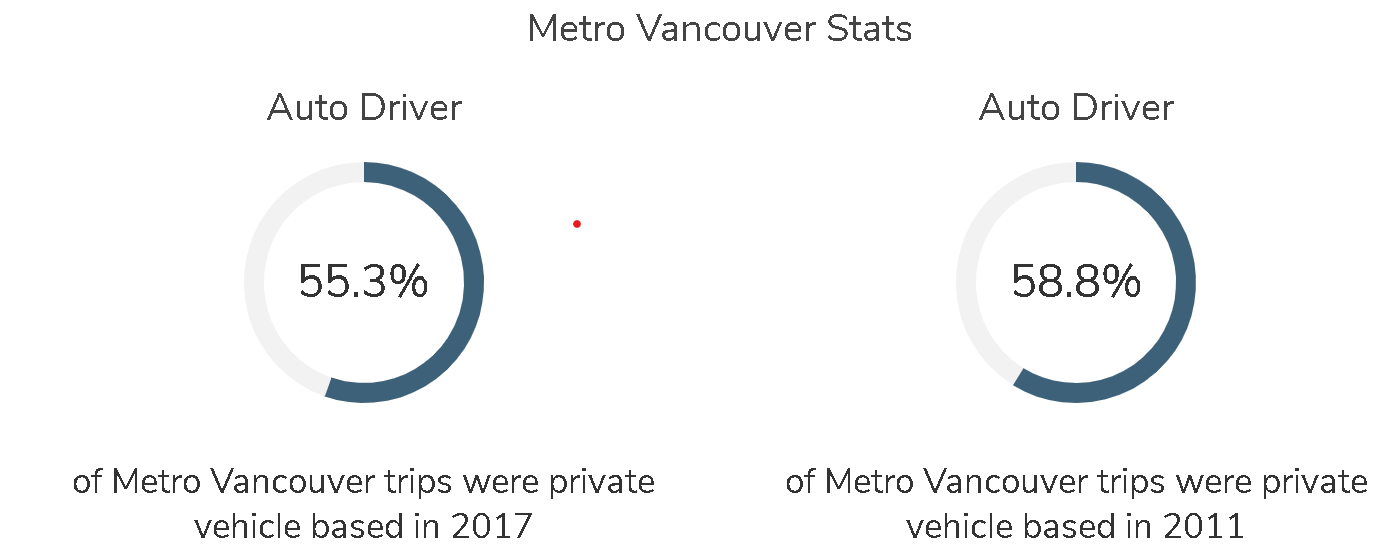 Metro Vancouver Stats
Auto Driver
55.3%
of Metro Vancouver trips were private
vehicle based in 2017
Auto Driver
58.8%
of Metro Vancouver trips were private
vehicle based in 2011